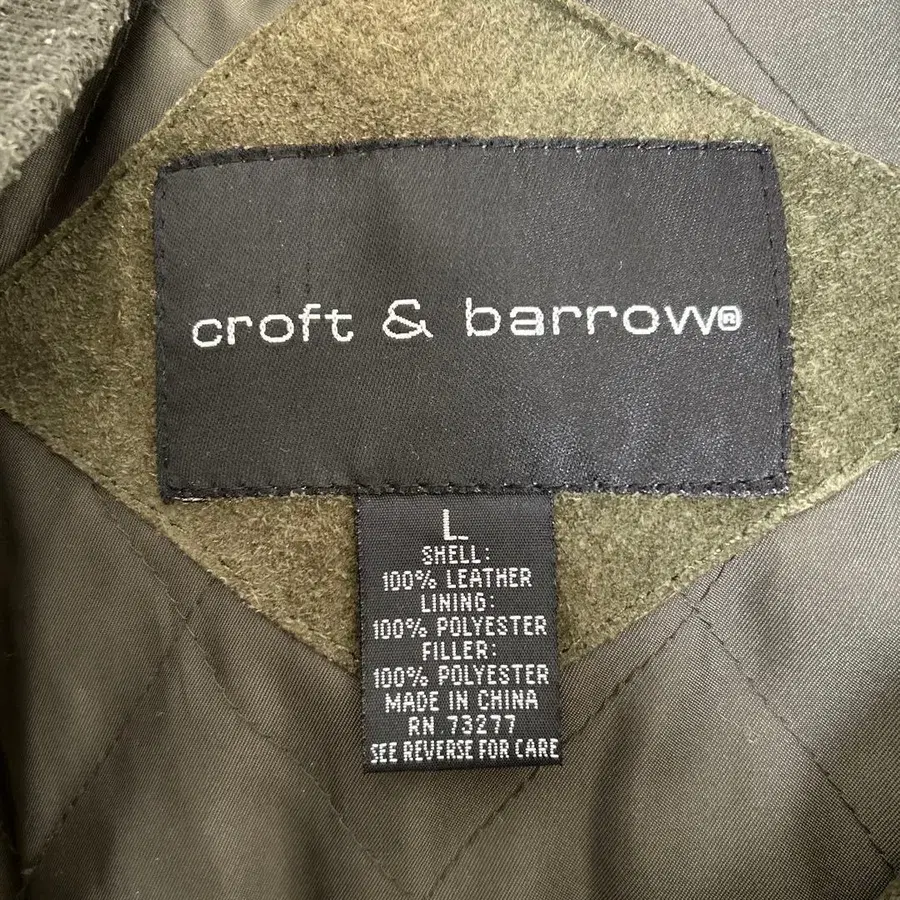 croft & barrow®
L
SHELL:
100% LEATHER
LINING:
100% POLYESTER
FILLER:
100% POLYESTER
MADE IN CHINA
RN 73277
SEE REVERSE FOR CARE